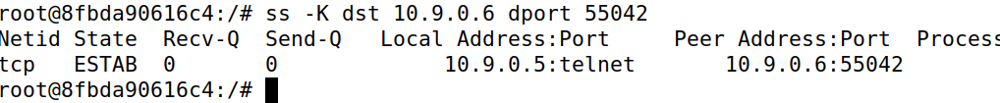 root@8fbda90616c4:/# ss -K dst 10.9.0.6 dport 55042
Netid State  Recv-Q  Send-Q   Local Address:Port     Peer Address:Port  Process
tcp   ESTAB  0       0             10.9.0.5:telnet       10.9.0.6:55042
root@8fbda90616c4:/#